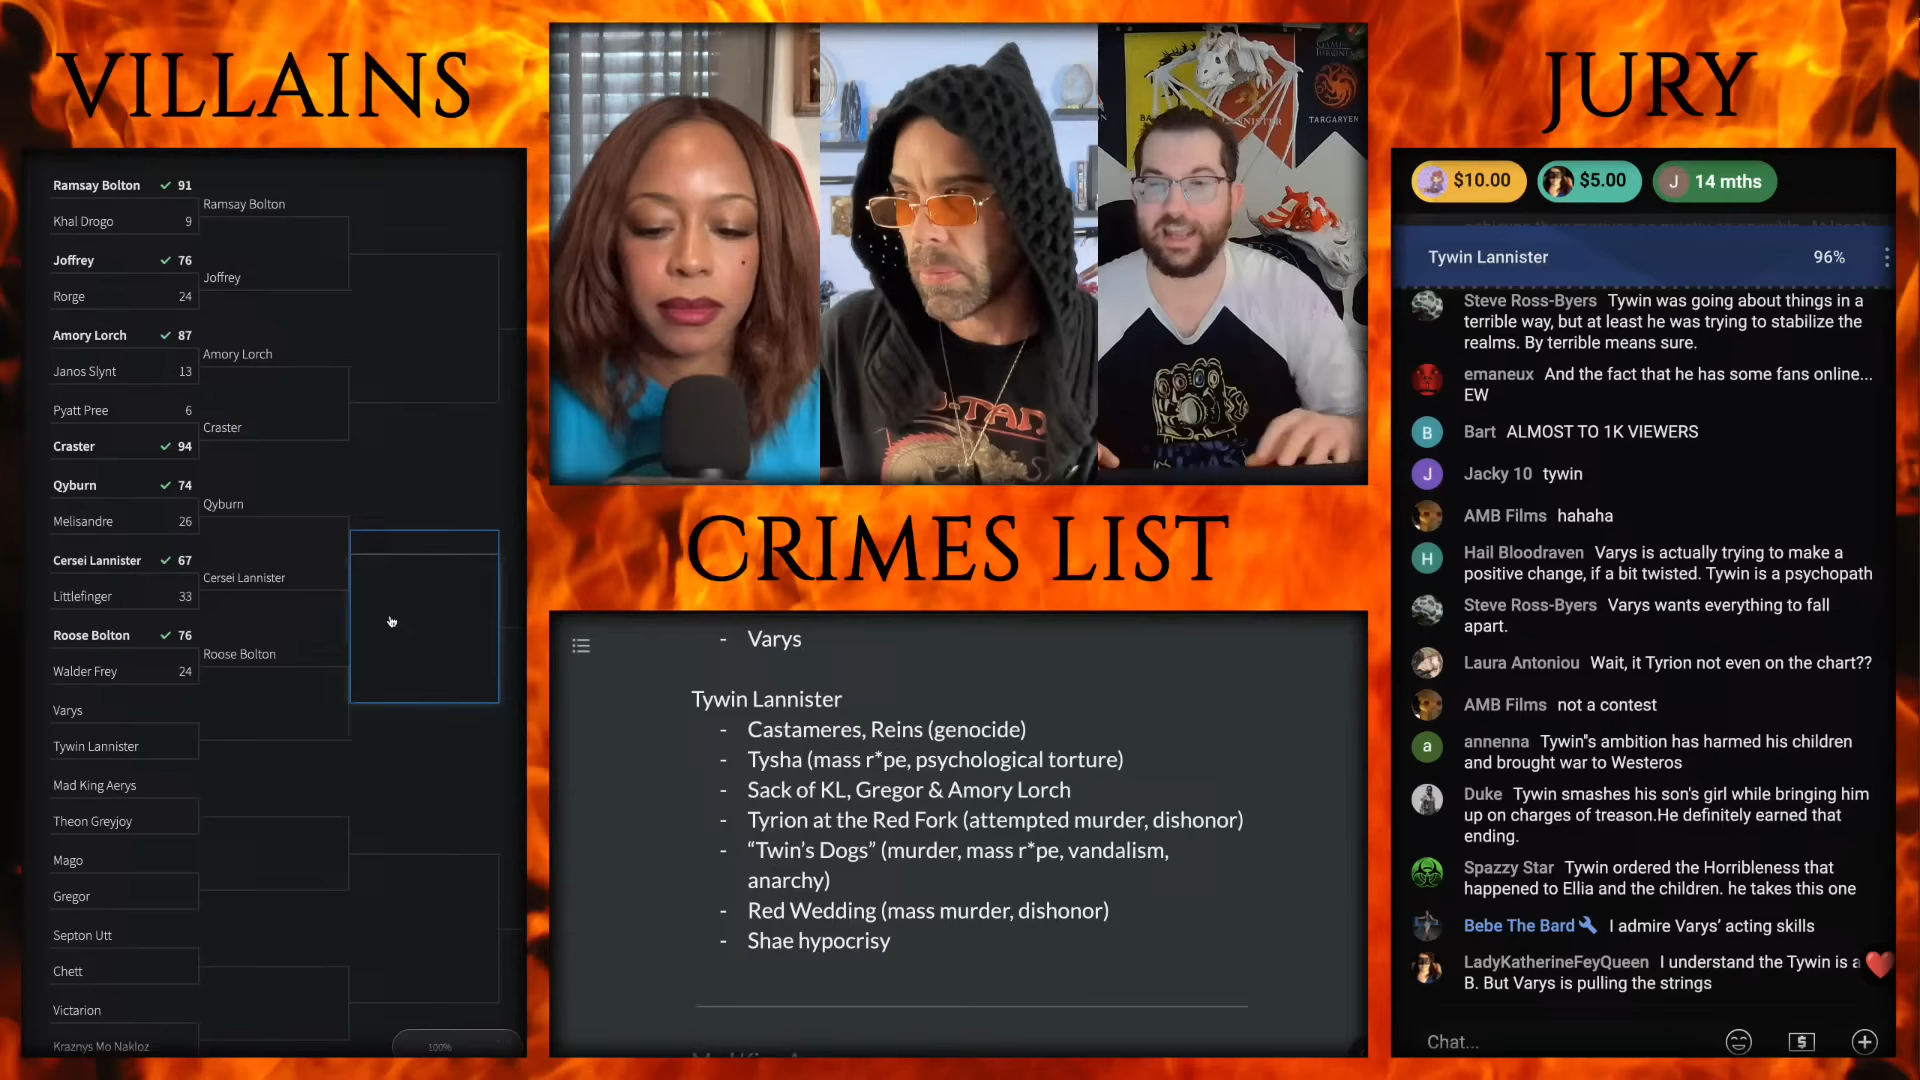 VILLAINS
Ramsay Bolton 91
Khal Drogo 9
Ramsay Bolton
Joffrey 76
Rorge 24
Joffrey
Amory Lorch 87
Janos Slynt 13
Amory Lorch
Pyatt Pree 6
Craster 94
Craster
Qyburn 74
Melisandre 26
Qyburn
Cersei Lannister 67
Littlefinger 33
Cersei Lannister
Roose Bolton 76
Walder Frey 24
Roose Bolton
Varys
Tywin Lannister
Mad King Aerys
Theon Greyjoy
Mago
Gregor
Septon Utt
Chett
Victarion
Kraznys Mo Nakloz
100%
GAME
THRONES
TARGARYEN
CRIMES LIST
- Varys
Tywin Lannister
- Castameres, Reins (genocide)
- Tysha (mass r*pe, psychological torture)
- Sack of KL, Gregor & Amory Lorch
- Tyrion at the Red Fork (attempted murder, dishonor)
- “Twin’s Dogs” (murder, mass r*pe, vandalism,
anarchy)
- Red Wedding (mass murder, dishonor)
- Shae hypocrisy
JURY
$10.00
$5.00
J 14 mths
Tywin Lannister 96%
Steve Ross-Byers Tywin was going about things in a
terrible way, but at least he was trying to stabilize the
realms. By terrible means sure.
emaneux And the fact that he has some fans online...
EW
B Bart ALMOST TO 1K VIEWERS
J Jacky 10 tywin
AMB Films hahaha
H Hail Bloodraven Varys is actually trying to make a
positive change, if a bit twisted. Tywin is a psychopath
Steve Ross-Byers Varys wants everything to fall
apart.
Laura Antoniou Wait, it Tyrion not even on the chart??
AMB Films not a contest
a annenna Tywin"s ambition has harmed his children
and brought war to Westeros
Duke Tywin smashes his son's girl while bringing him
up on charges of treason.He definitely earned that
ending.
Spazzy Star Tywin ordered the Horribleness that
happened to Ellia and the children. he takes this one
Bebe The Bard I admire Varys’ acting skills
LadyKatherineFeyQueen I understand the Tywin is a
B. But Varys is pulling the strings
Chat...